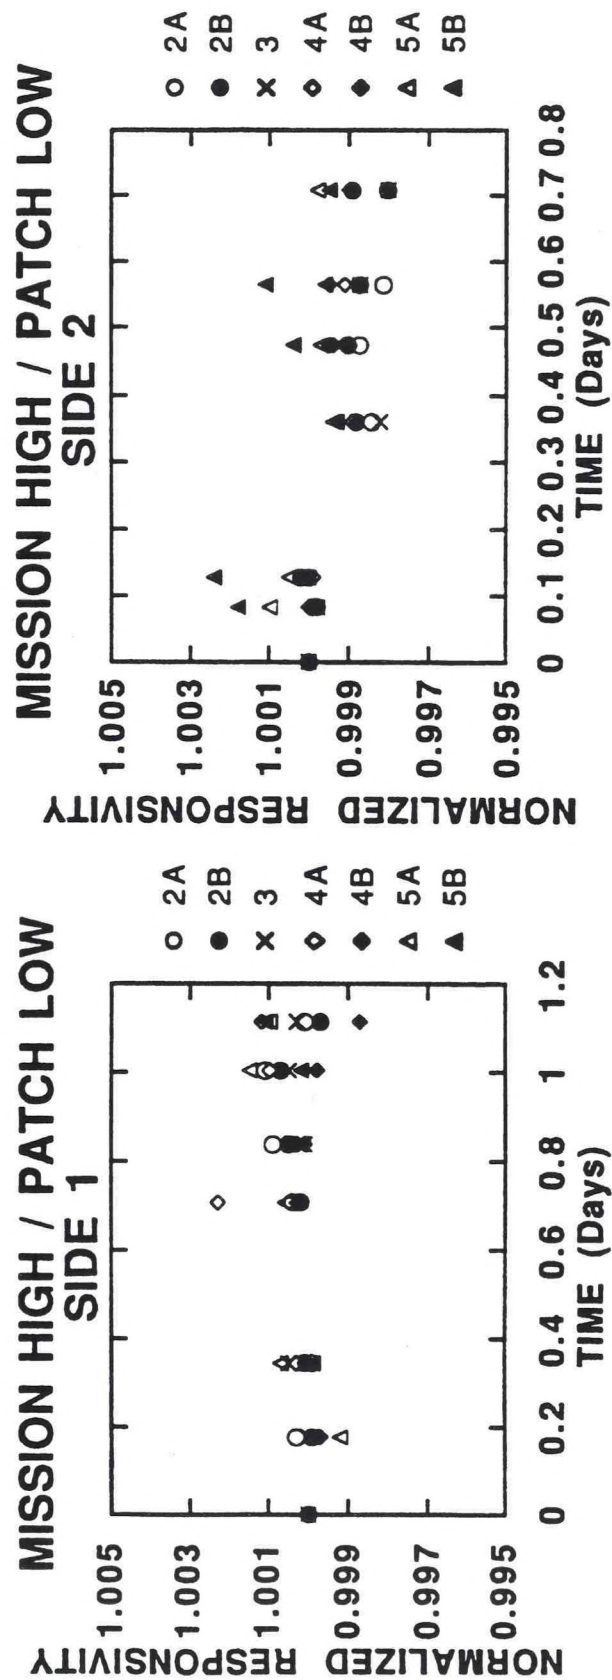 MISSION HIGH / PATCH LOW
SIDE 1
NORMALIZED RESPONSIVITY
1.005
1.003
1.001
0.999
0.997
0.995
0 0.2 0.4 0.6 0.8 1 1.2
TIME (Days)
2A
2B
3
4A
4B
5A
5B
MISSION HIGH / PATCH LOW
SIDE 2
NORMALIZED RESPONSIVITY
1.005
1.003
1.001
0.999
0.997
0.995
0 0.1 0.2 0.3 0.4 0.5 0.6 0.7 0.8
TIME (Days)
2A
2B
3
4A
4B
5A
5B